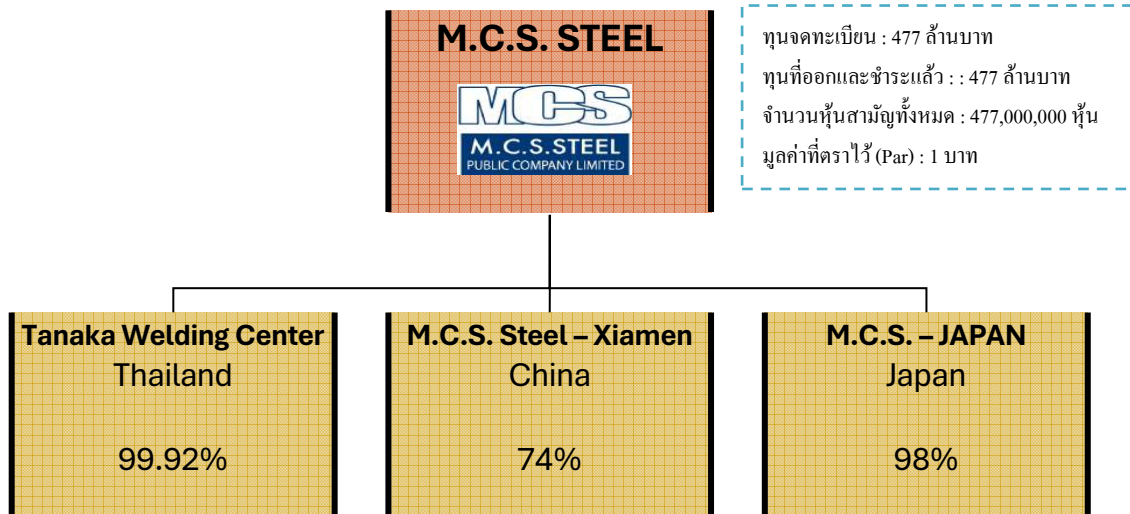 M.C.S. STEEL
MCS
M.C.S.STEEL
PUBLIC COMPANY LIMITED
ทุนจดทะเบียน : 477 ล้านบาท
ทุนที่ออกและชำระแล้ว : : 477 ล้านบาท
จำนวนหุ้นสามัญทั้งหมด : 477,000,000 หุ้น
มูลค่าที่ตราไว้ (Par) : 1 บาท
Tanaka Welding Center
Thailand
99.92%
M.C.S. Steel – Xiamen
China
74%
M.C.S. – JAPAN
Japan
98%